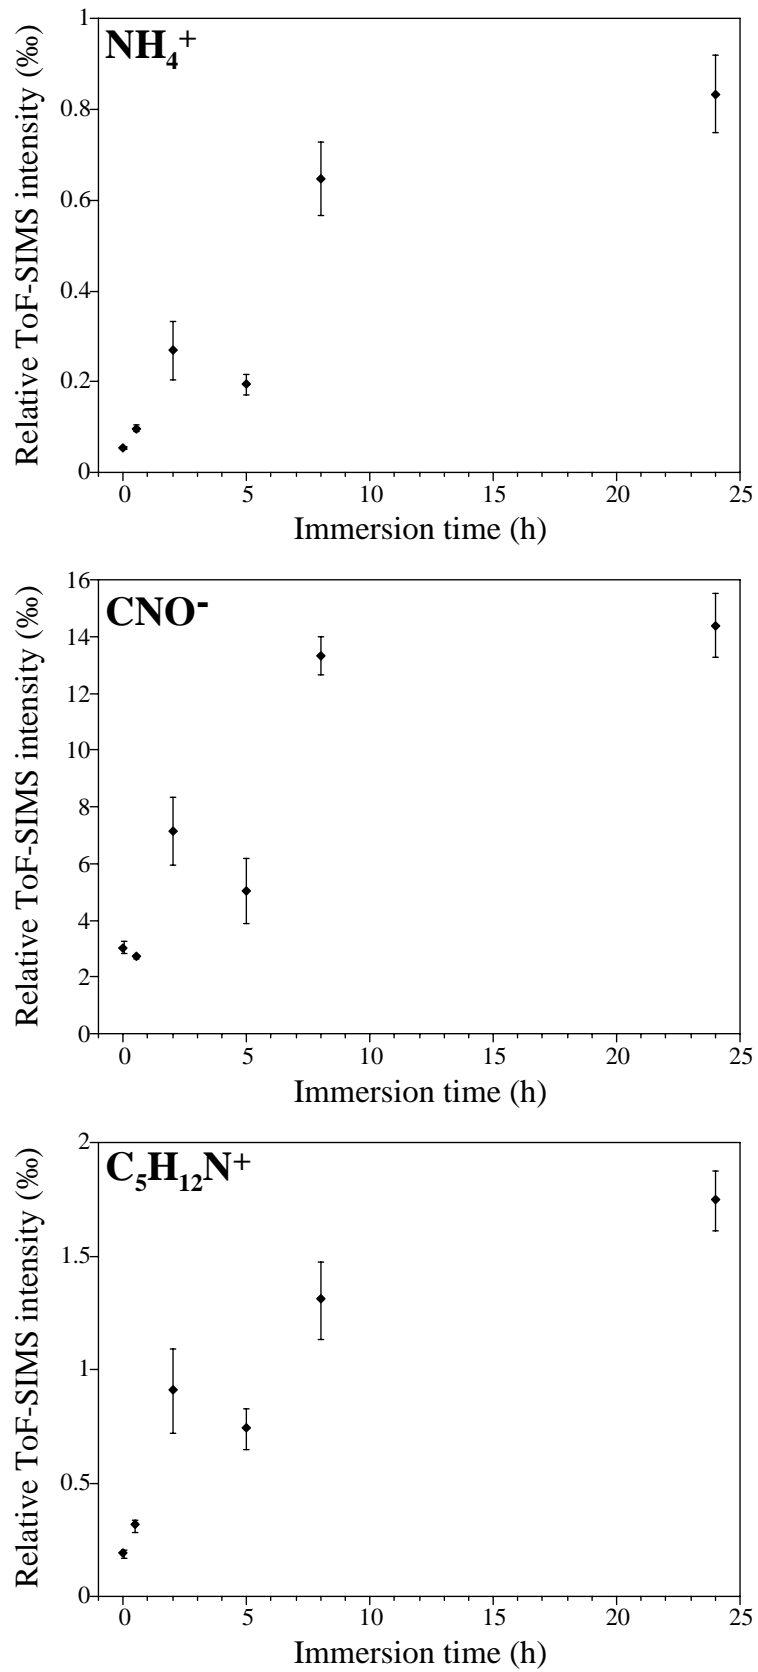 NH₄⁺
Relative ToF-SIMS intensity (‰)
1
0.8
0.6
0.4
0.2
0
0 5 10 15 20 25
Immersion time (h)
CNO⁻
Relative ToF-SIMS intensity (‰)
16
14
12
10
8
6
4
2
0
0 5 10 15 20 25
Immersion time (h)
C₅H₁₂N⁺
Relative ToF-SIMS intensity (‰)
2
1.5
1
0.5
0
0 5 10 15 20 25
Immersion time (h)